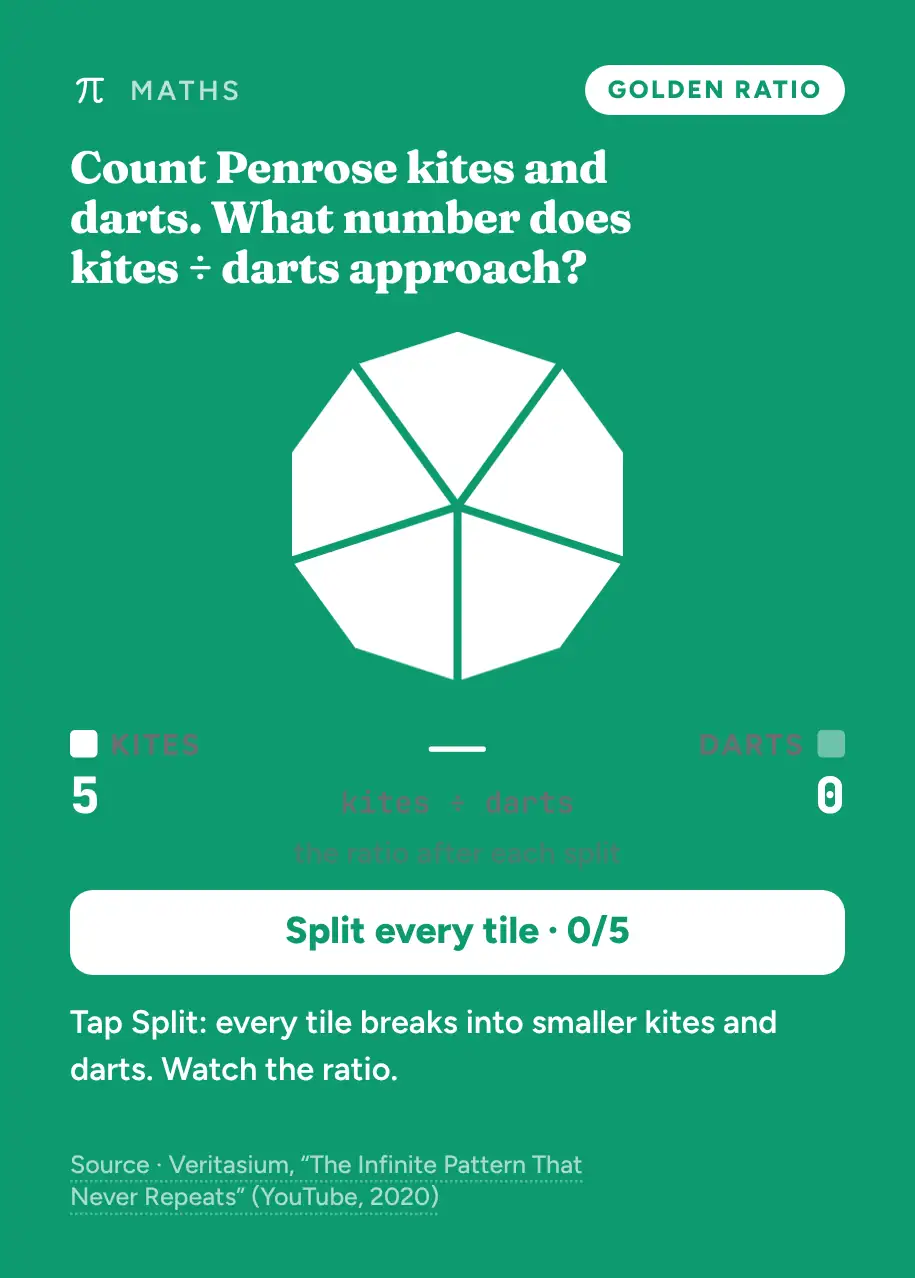 π MATHS
GOLDEN RATIO
Count Penrose kites and
darts. What number does
kites ÷ darts approach?
KITES
—
DARTS
5
kites ÷ darts
0
the ratio after each split
Split every tile · 0/5
Tap Split: every tile breaks into smaller kites and
darts. Watch the ratio.
Source · Veritasium, “The Infinite Pattern That
Never Repeats” (YouTube, 2020)